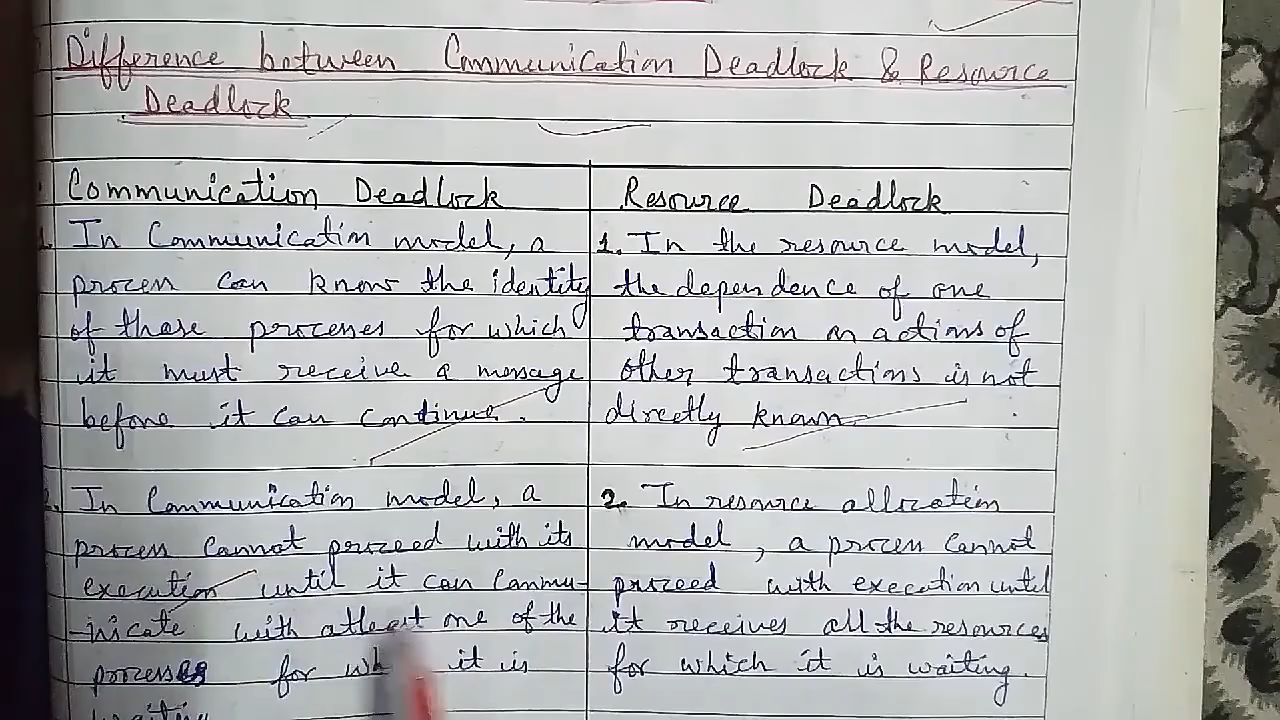 Difference between Communication Deadlock & Resource
Deadlock
Communication Deadlock
1. In Communication model, a
process can know the identity
of those processes for which
it must receive a message
before it can continue.
2. In Communication model, a
process cannot proceed with its
execution until it can Commu-
-nicate with atleast one of the
processes for it is
waiting
Resource Deadlock
1. In the resource model,
the dependence of one
transaction on actions of
other transactions is not
directly known
2. In resource allocation
model, a process cannot
proceed with execution until
it receives all the resources
for which it is waiting.